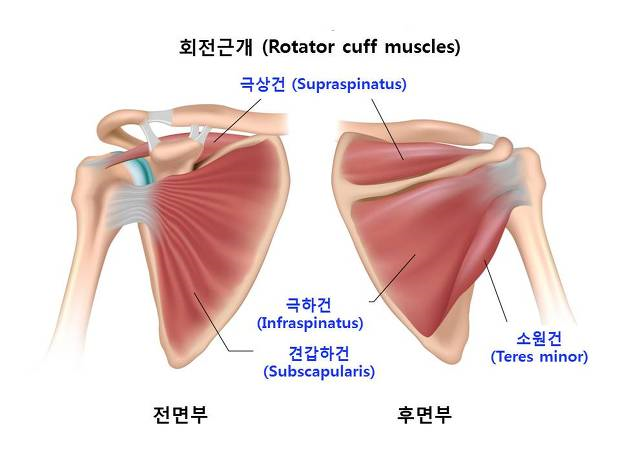 회전근개 (Rotator cuff muscles)
극상건 (Supraspinatus)
극하건
(Infraspinatus)
견갑하건
(Subscapularis)
소원건
(Teres minor)
전면부
후면부